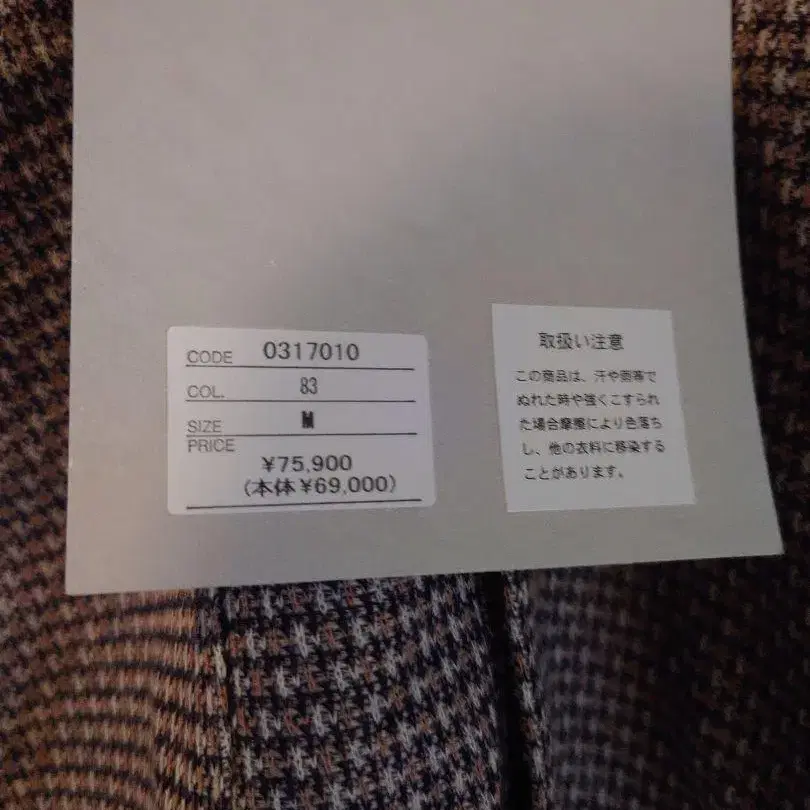 CODE 0317010
COL. 83
SIZE M
PRICE
¥75,900
(本体¥69,000)
取扱い注意
この商品は、汗や雨等で
ぬれた時や強くこすられ
た場合摩擦により色落ち
し、他の衣料に移染する
ことがあります。